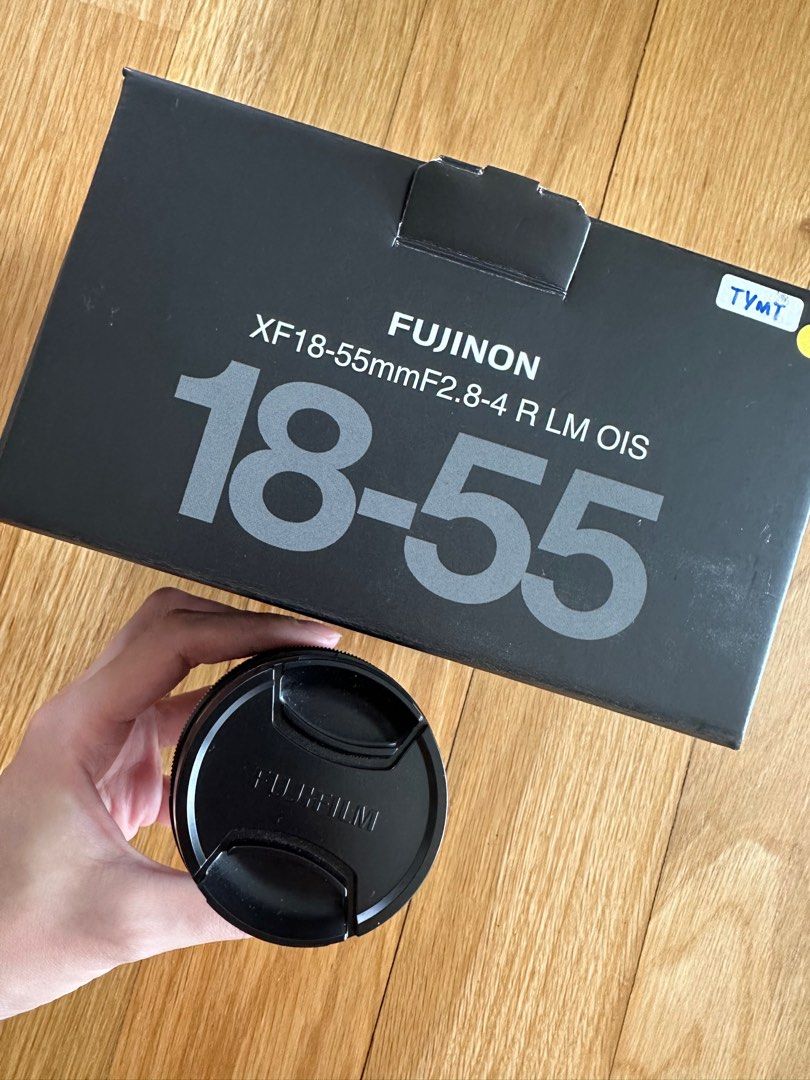 TYMT
FUJINON
XF18-55mmF2.8-4 R LM OIS
18-55
FUJIFILM